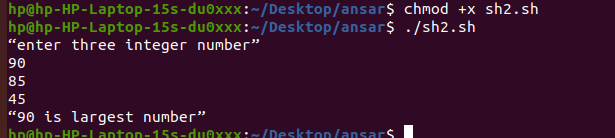 hp@hp-HP-Laptop-15s-du0xxx:~/Desktop/ansar$ chmod +x sh2.sh
hp@hp-HP-Laptop-15s-du0xxx:~/Desktop/ansar$ ./sh2.sh
“enter three integer number”
90
85
45
“90 is largest number”
hp@hp-HP-Laptop-15s-du0xxx:~/Desktop/ansar$